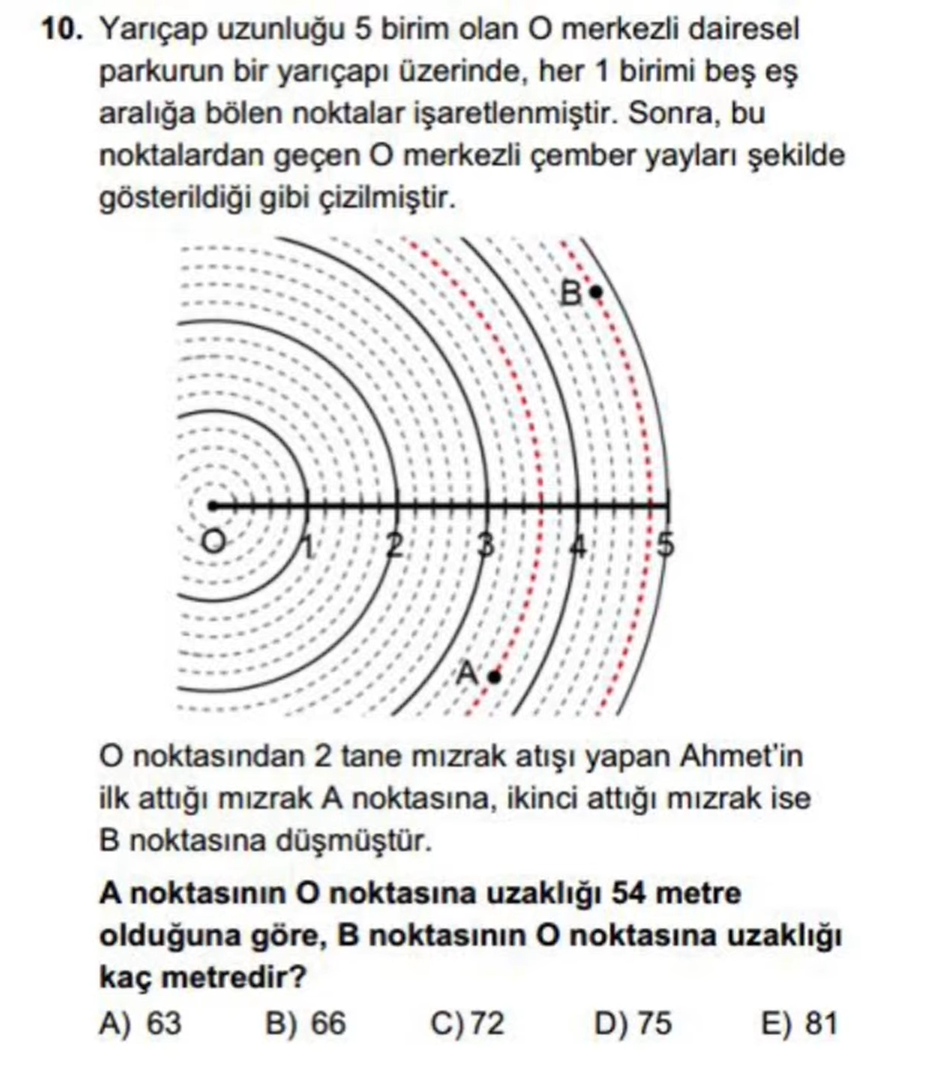 10. Yarıçap uzunluğu 5 birim olan O merkezli dairesel
parkurun bir yarıçapı üzerinde, her 1 birimi beş eş
aralığa bölen noktalar işaretlenmiştir. Sonra, bu
noktalardan geçen O merkezli çember yayları şekilde
gösterildiği gibi çizilmiştir.
B
O 1 2 3 4 5
A
O noktasından 2 tane mızrak atışı yapan Ahmet'in
ilk attığı mızrak A noktasına, ikinci attığı mızrak ise
B noktasına düşmüştür.
A noktasının O noktasına uzaklığı 54 metre
olduğuna göre, B noktasının O noktasına uzaklığı
kaç metredir?
A) 63 B) 66 C) 72 D) 75 E) 81